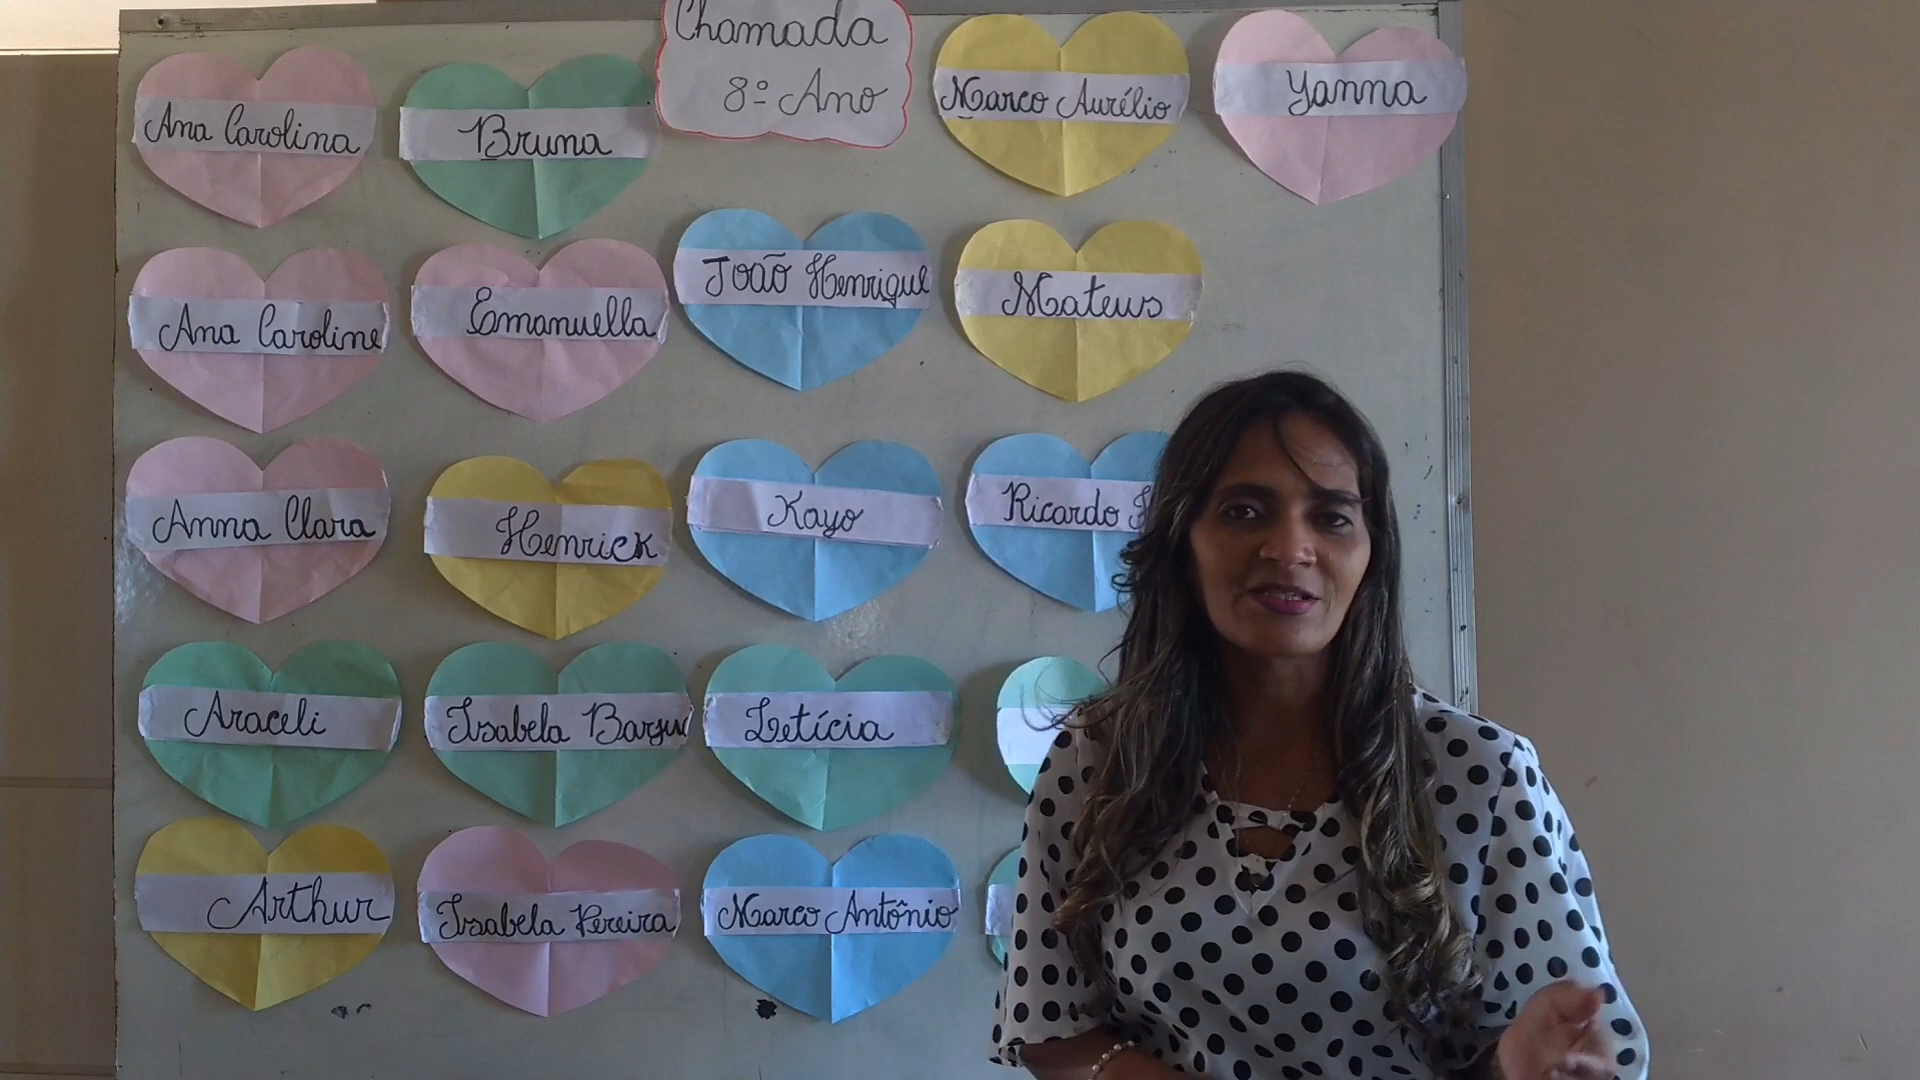 Chamada
8º Ano
Ana Carolina
Bruna
Marco Aurélio
Yanna
Ana Caroline
Emanuella
João Henrique
Mateus
Anna Clara
Henrick
Kayo
Ricardo
Araceli
Isabela
Letícia
Arthur
Isabela Pereira
Marco Antônio